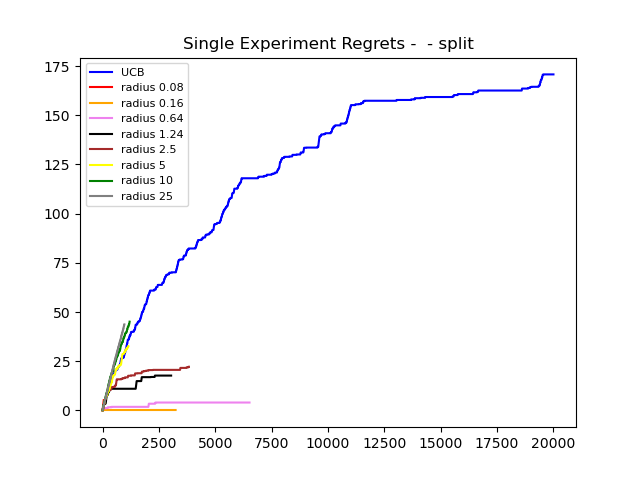 Single Experiment Regrets -  - split
175
150
125
100
75
50
25
0
UCB
radius 0.08
radius 0.16
radius 0.64
radius 1.24
radius 2.5
radius 5
radius 10
radius 25
0 2500 5000 7500 10000 12500 15000 17500 20000